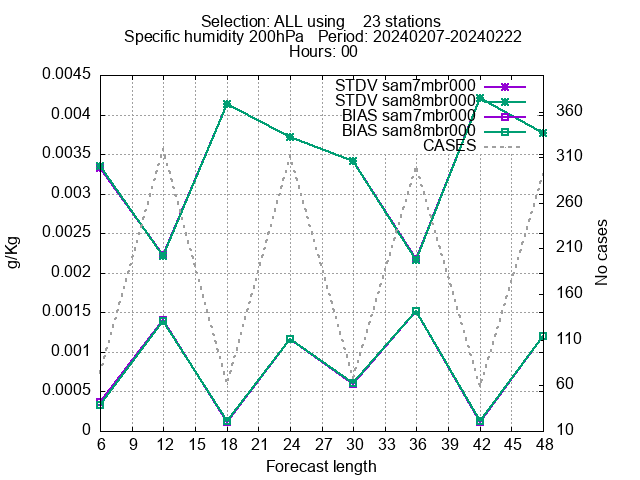 Selection: ALL using    23 stations
Specific humidity 200hPa   Period: 20240207-20240222
Hours: 00
STDV sam7mbr000
STDV sam8mbr000
BIAS sam7mbr000
BIAS sam8mbr000
CASES
g/Kg
0.0045
0.004
0.0035
0.003
0.0025
0.002
0.0015
0.001
0.0005
0
No cases
360
310
260
210
160
110
60
10
6 12 15 18 21 24 27 30 33 36 39 42 45 48
Forecast length